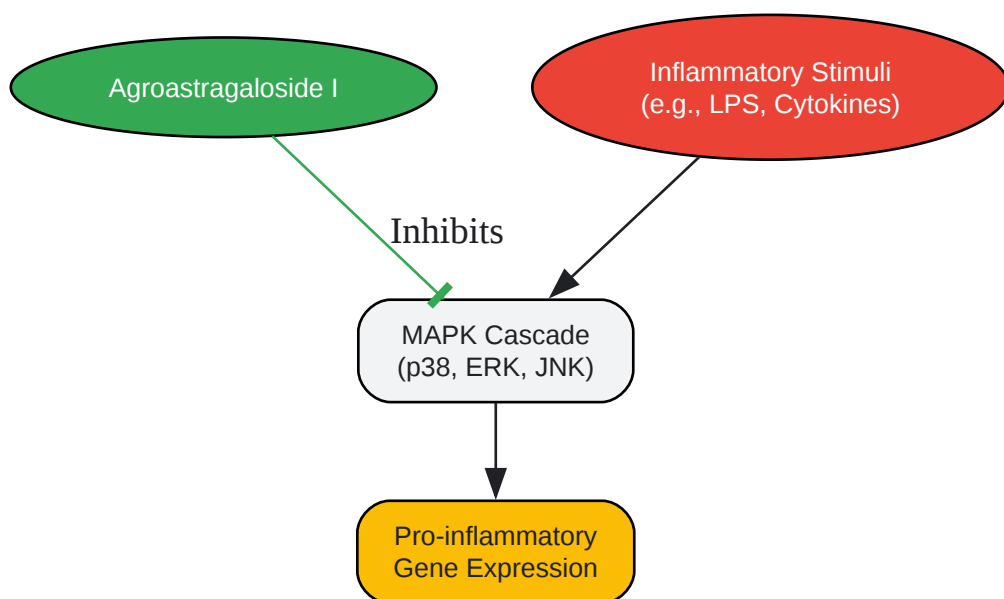 Agroastragaloside I
Inflammatory Stimuli
(e.g., LPS, Cytokines)
Inhibits
MAPK Cascade
(p38, ERK, JNK)
Pro-inflammatory
Gene Expression